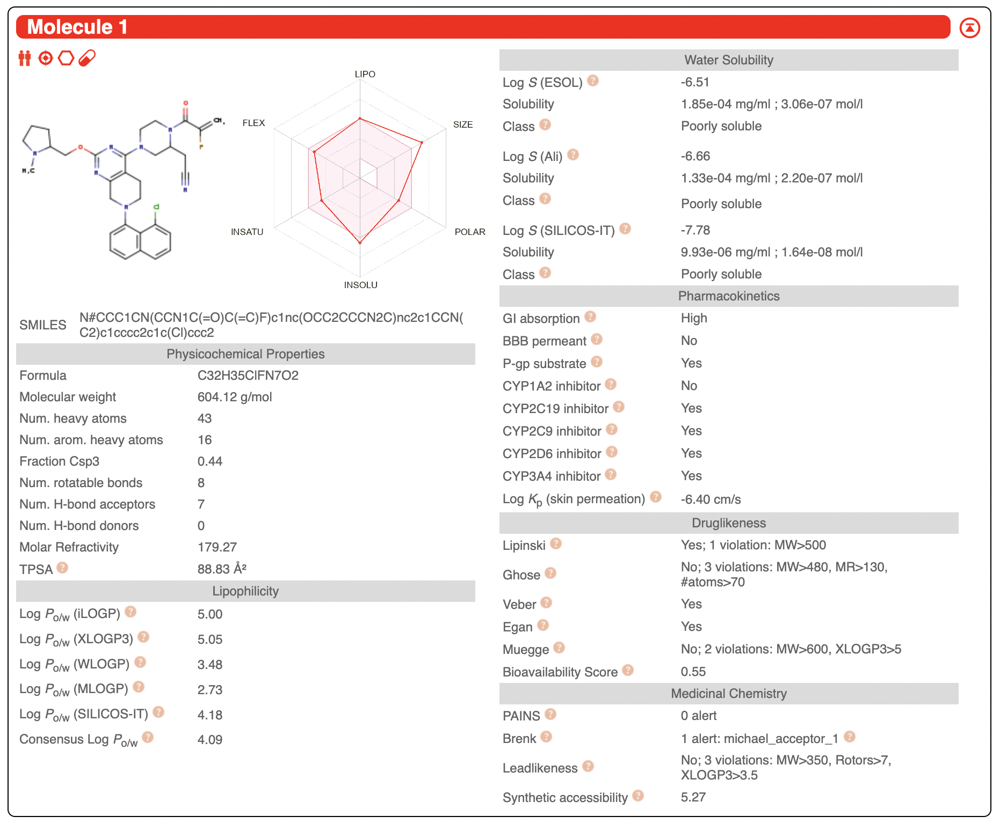 Molecule 1
LIPO
FLEX
SIZE
INSATU
POLAR
INSOLU
O
CH,
F
N
N
N
N
N
O
N
H,C
N
Cl
N
SMILES N#CCC1CN(CCN1C(=O)C(=C)F)c1nc(OCC2CCCN2C)nc2c1CCN(
C2)c1cccc2c1c(Cl)ccc2
Physicochemical Properties
Formula C32H35ClFN7O2
Molecular weight 604.12 g/mol
Num. heavy atoms 43
Num. arom. heavy atoms 16
Fraction Csp3 0.44
Num. rotatable bonds 8
Num. H-bond acceptors 7
Num. H-bond donors 0
Molar Refractivity 179.27
TPSA ? 88.83 Å²
Lipophilicity
Log Po/w (iLOGP) ? 5.00
Log Po/w (XLOGP3) ? 5.05
Log Po/w (WLOGP) ? 3.48
Log Po/w (MLOGP) ? 2.73
Log Po/w (SILICOS-IT) ? 4.18
Consensus Log Po/w ? 4.09
Water Solubility
Log S (ESOL) ? -6.51
Solubility 1.85e-04 mg/ml ; 3.06e-07 mol/l
Class ? Poorly soluble
Log S (Ali) ? -6.66
Solubility 1.33e-04 mg/ml ; 2.20e-07 mol/l
Class ? Poorly soluble
Log S (SILICOS-IT) ? -7.78
Solubility 9.93e-06 mg/ml ; 1.64e-08 mol/l
Class ? Poorly soluble
Pharmacokinetics
GI absorption ? High
BBB permeant ? No
P-gp substrate ? Yes
CYP1A2 inhibitor ? No
CYP2C19 inhibitor ? Yes
CYP2C9 inhibitor ? Yes
CYP2D6 inhibitor ? Yes
CYP3A4 inhibitor ? Yes
Log Kp (skin permeation) ? -6.40 cm/s
Druglikeness
Lipinski ? Yes; 1 violation: MW>500
Ghose ? No; 3 violations: MW>480, MR>130,
#atoms>70
Veber ? Yes
Egan ? Yes
Muegge ? No; 2 violations: MW>600, XLOGP3>5
Bioavailability Score ? 0.55
Medicinal Chemistry
PAINS ? 0 alert
Brenk ? 1 alert: michael_acceptor_1 ?
Leadlikeness ? No; 3 violations: MW>350, Rotors>7,
XLOGP3>3.5
Synthetic accessibility ? 5.27